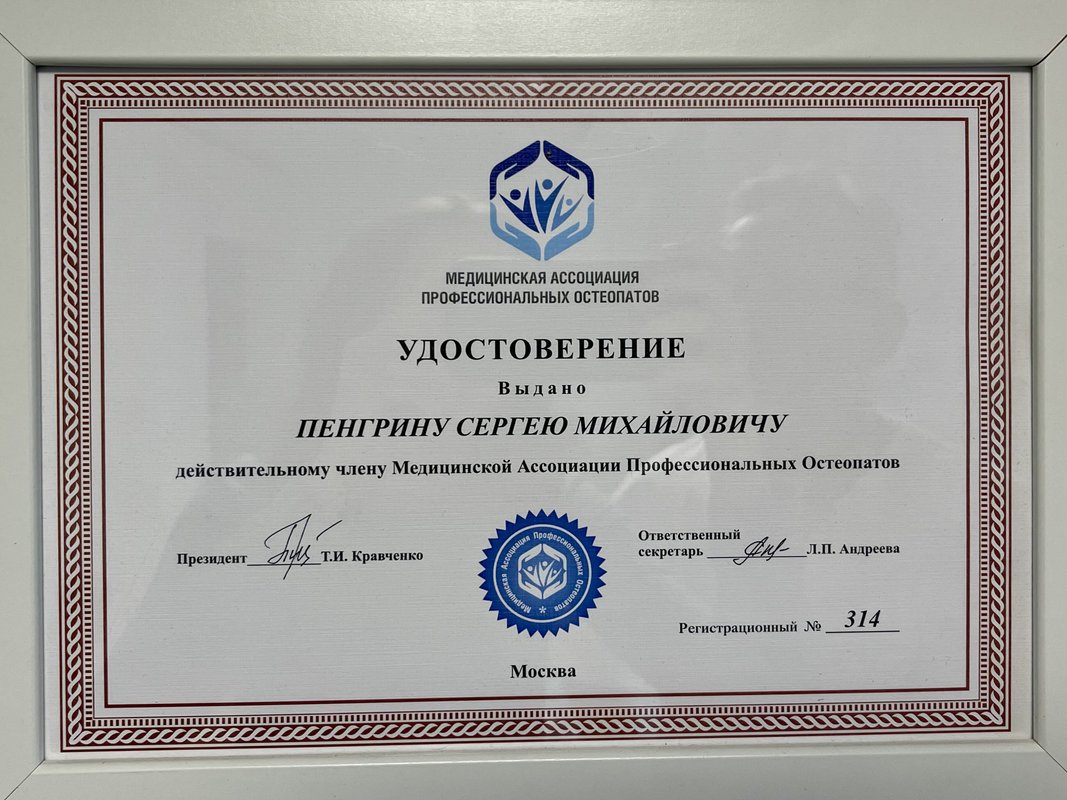 МЕДИЦИНСКАЯ АССОЦИАЦИЯ
ПРОФЕССИОНАЛЬНЫХ ОСТЕОПАТОВ
УДОСТОВЕРЕНИЕ
Выдано
ПЕНГРИНУ СЕРГЕЮ МИХАЙЛОВИЧУ
действительному члену Медицинской Ассоциации Профессиональных Остеопатов
Президент Т.И. Кравченко
Медицинская Ассоциация Профессиональных Остеопатов *
Ответственный
секретарь Л.П. Андреева
Регистрационный № 314
Москва